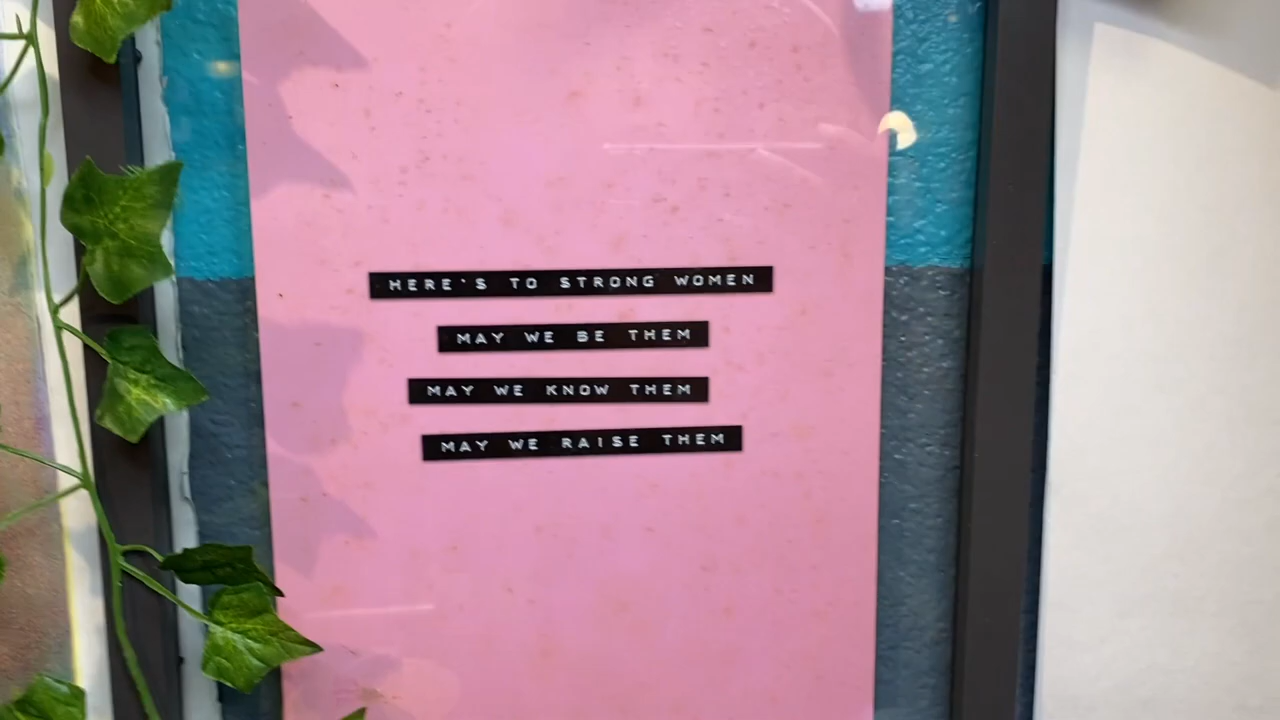 HERE'S TO STRONG WOMEN
MAY WE BE THEM
MAY WE KNOW THEM
MAY WE RAISE THEM